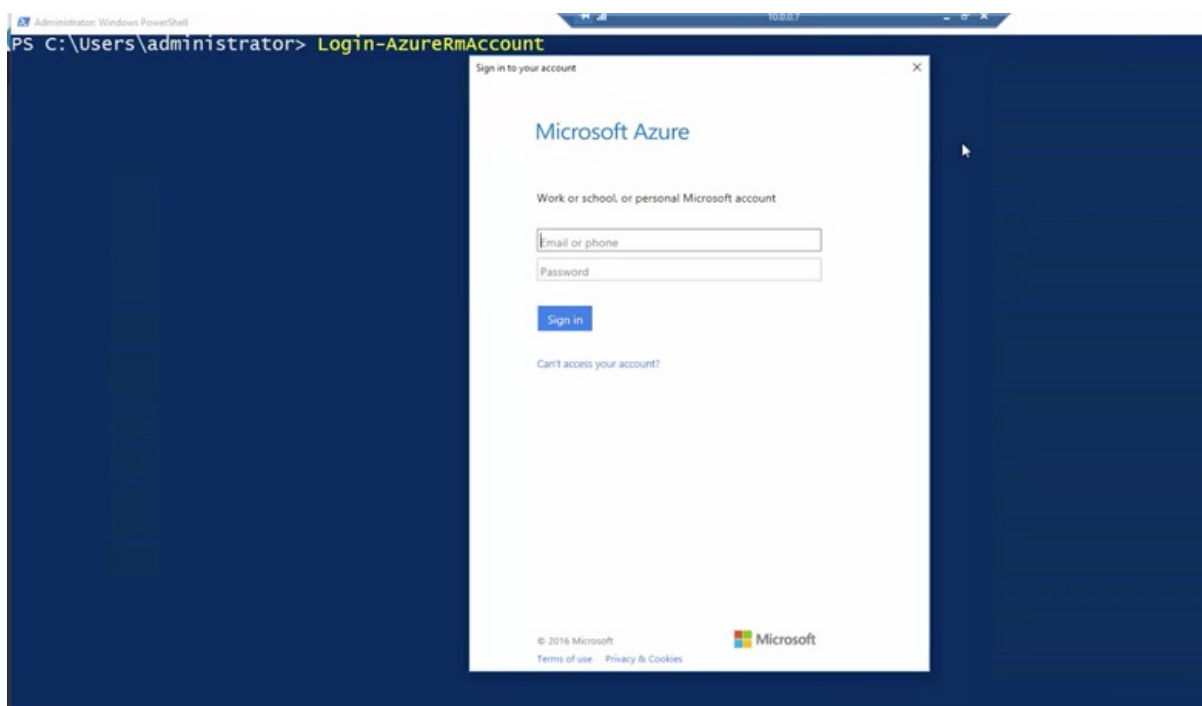 Administrator: Windows PowerShell
10.0.0.7
PS C:\Users\administrator> Login-AzureRmAccount
Sign in to your account
Microsoft Azure
Work or school, or personal Microsoft account
Email or phone
Password
Sign in
Can't access your account?
© 2016 Microsoft
Microsoft
Terms of use Privacy & Cookies